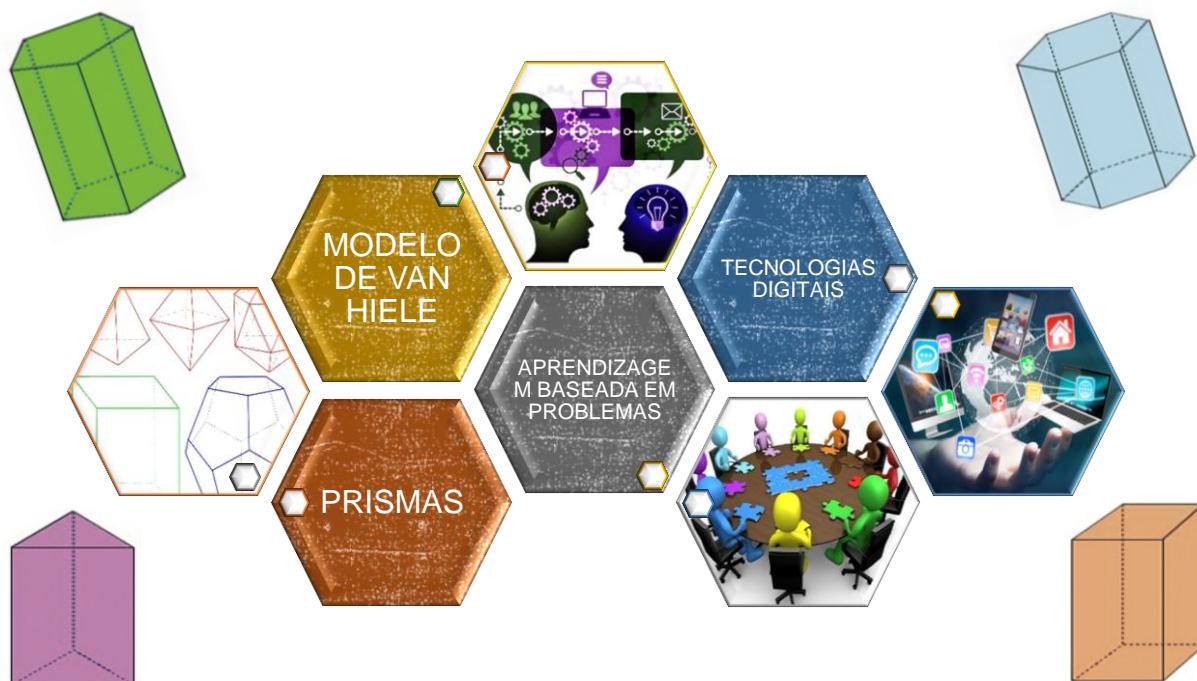 MODELO
DE VAN
HIELE
TECNOLOGIAS
DIGITAIS
APRENDIZAGE
M BASEADA EM
PROBLEMAS
PRISMAS